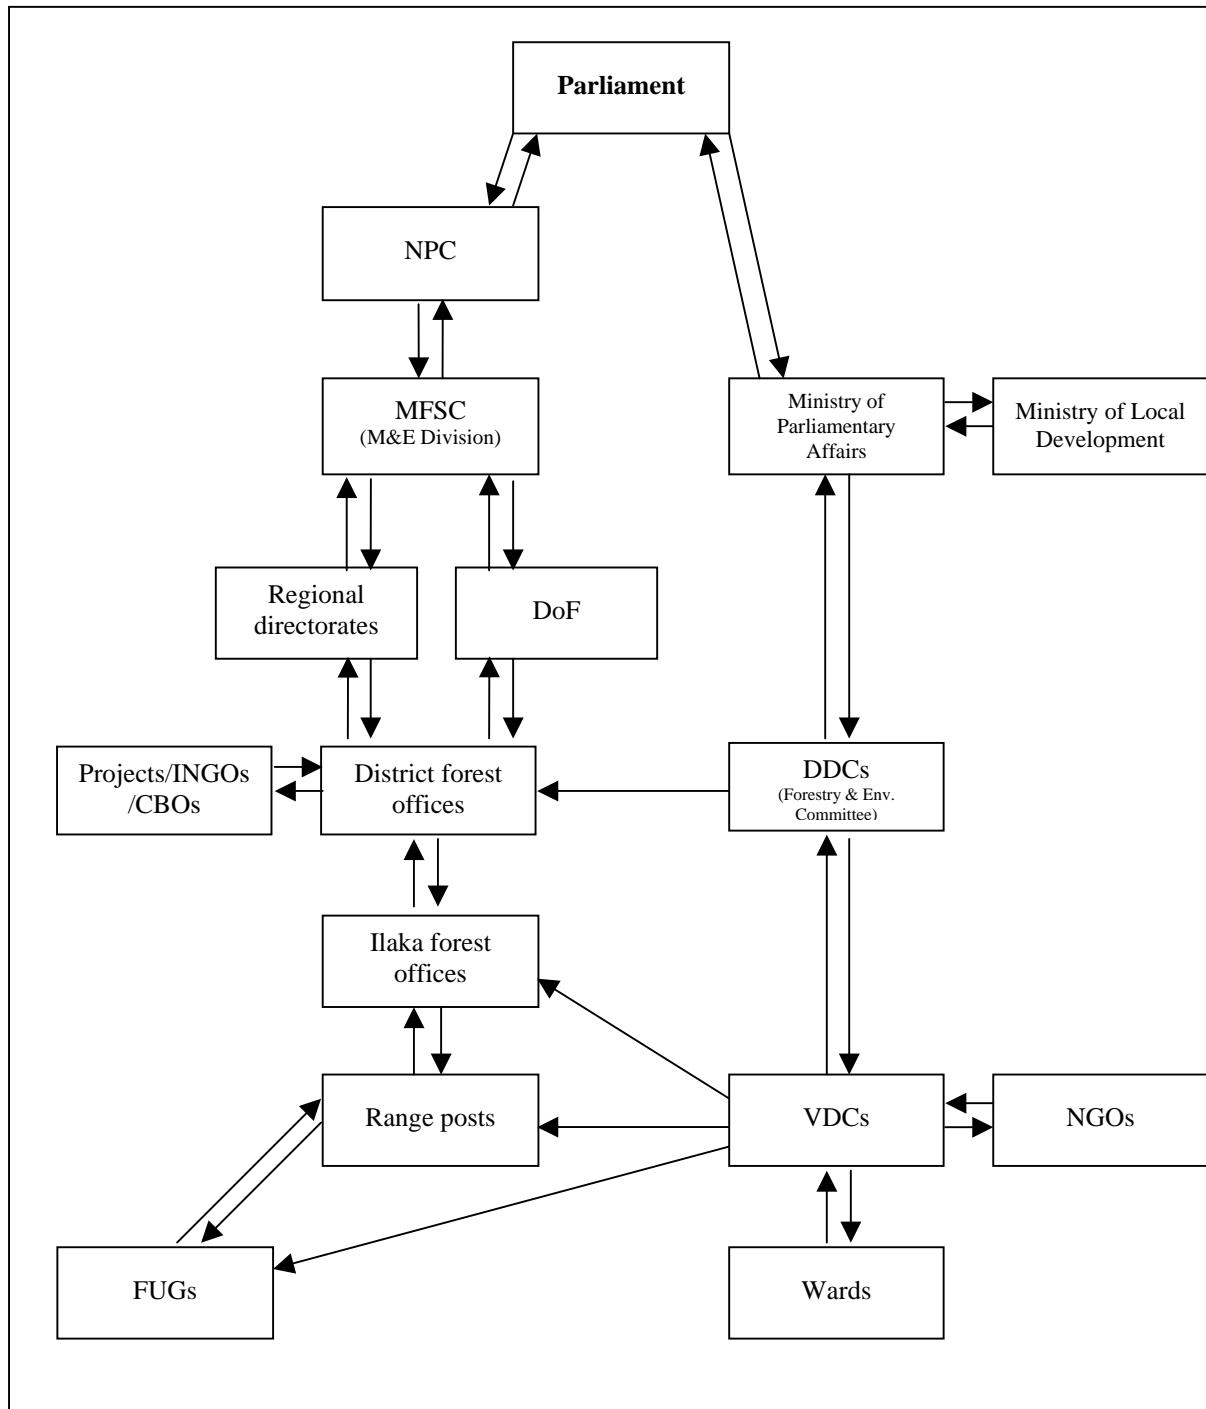 Parliament
NPC
MFSC
(M&E Division)
Ministry of
Parliamentary
Affairs
Ministry of Local
Development
Regional
directorates
DoF
Projects/INGOs
/CBOs
District forest
offices
DDCs
(Forestry & Env.
Committee)
Ilaka forest
offices
Range posts
VDCs
NGOs
FUGs
Wards